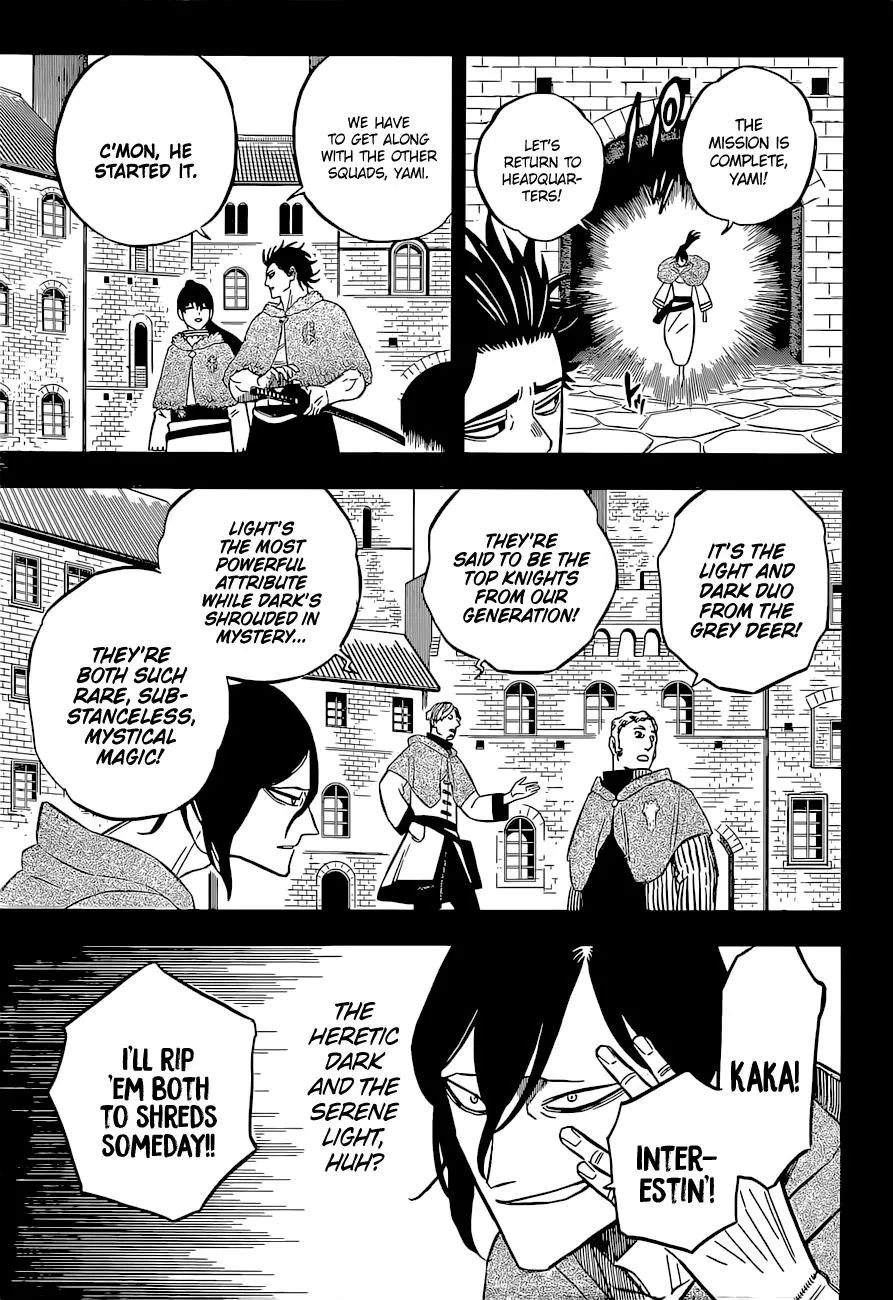 THE
MISSION IS
COMPLETE,
YAMI!
LET'S
RETURN TO
HEADQUAR-
TERS!
WE HAVE
TO GET ALONG
WITH THE OTHER
SQUADS, YAMI.
C'MON, HE
STARTED IT.
IT'S THE
LIGHT AND
DARK DUO
FROM THE
GREY DEER!
THEY'RE
SAID TO BE THE
TOP KNIGHTS
FROM OUR
GENERATION!
LIGHT'S
THE MOST
POWERFUL
ATTRIBUTE
WHILE DARK'S
SHROUDED IN
MYSTERY...
THEY'RE
BOTH SUCH
RARE, SUB-
STANCELESS,
MYSTICAL
MAGIC!
KAKA!
INTER-
ESTIN'!
THE
HERETIC
DARK
AND THE
SERENE
LIGHT,
HUH?
I'LL RIP
'EM BOTH
TO SHREDS
SOMEDAY!!